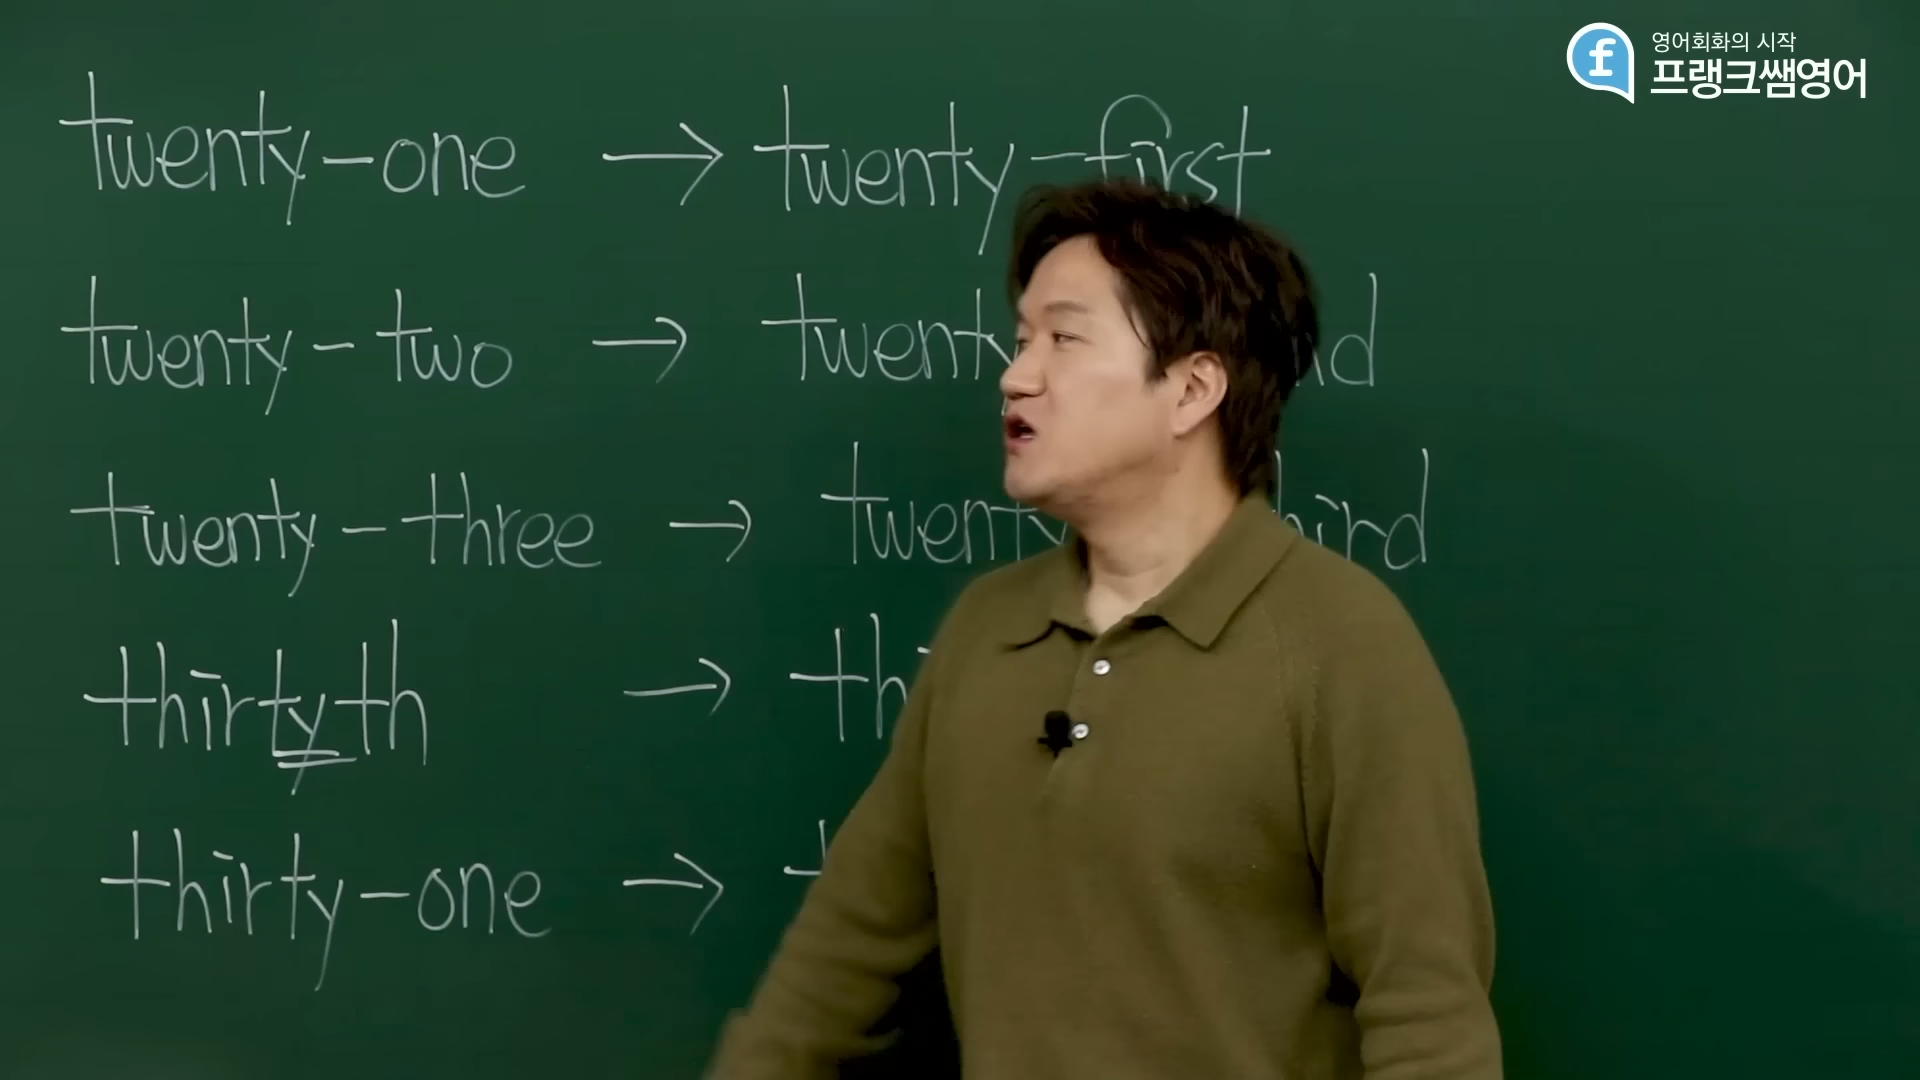 영어회화의 시작
프랭크쌤영어
twenty-one → twenty-first
twenty-two →
twenty-three →
thirtyth →
thirty-one →